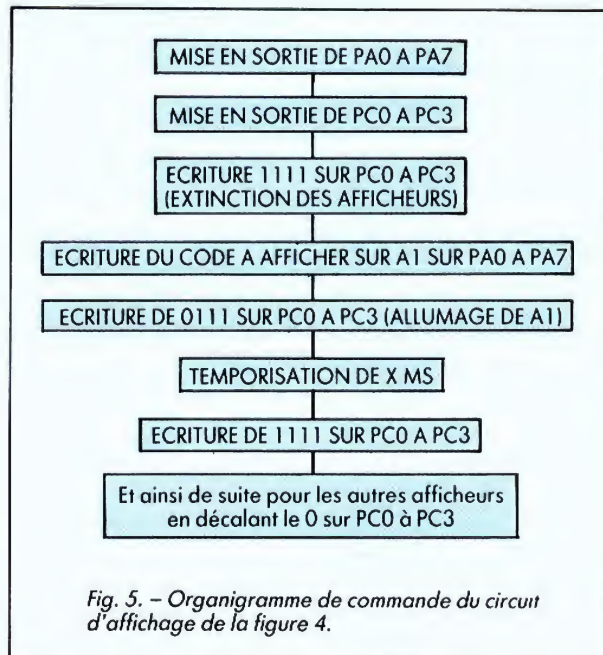 MISE EN SORTIE DE PA0 A PA7
MISE EN SORTIE DE PC0 A PC3
ECRITURE 1111 SUR PC0 A PC3
(EXTINCTION DES AFFICHEURS)
ECRITURE DU CODE A AFFICHER SUR A1 SUR PA0 A PA7
ECRITURE DE 0111 SUR PC0 A PC3 (ALLUMAGE DE A1)
TEMPORISATION DE X MS
ECRITURE DE 1111 SUR PC0 A PC3
Et ainsi de suite pour les autres afficheurs
en décalant le 0 sur PC0 à PC3
Fig. 5. – Organigramme de commande du circuit
d'affichage de la figure 4.